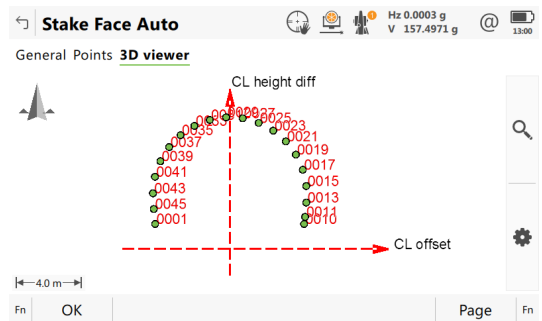 Stake Face Auto
Hz 0.0003 g
V 157.4971 g
@
13:00
General Points 3D viewer
CL height diff
0027
0025
0035
0023
0037
0021
0039
0019
0041
0017
0043
0015
0045
0013
0001
0011
0010
CL offset
4.0 m
Fn OK Page Fn